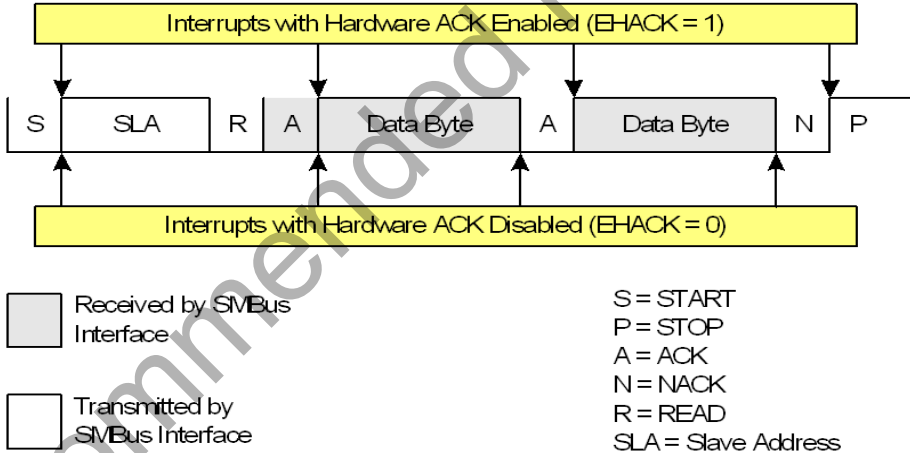 Interrupts with Hardware ACK Enabled (EHACK = 1)
S SLA R A Data Byte A Data Byte N P
Interrupts with Hardware ACK Disabled (EHACK = 0)
Received by SMBus
Interface
Transmitted by
SMBus Interface
S = START
P = STOP
A = ACK
N = NACK
R = READ
SLA = Slave Address
ommended